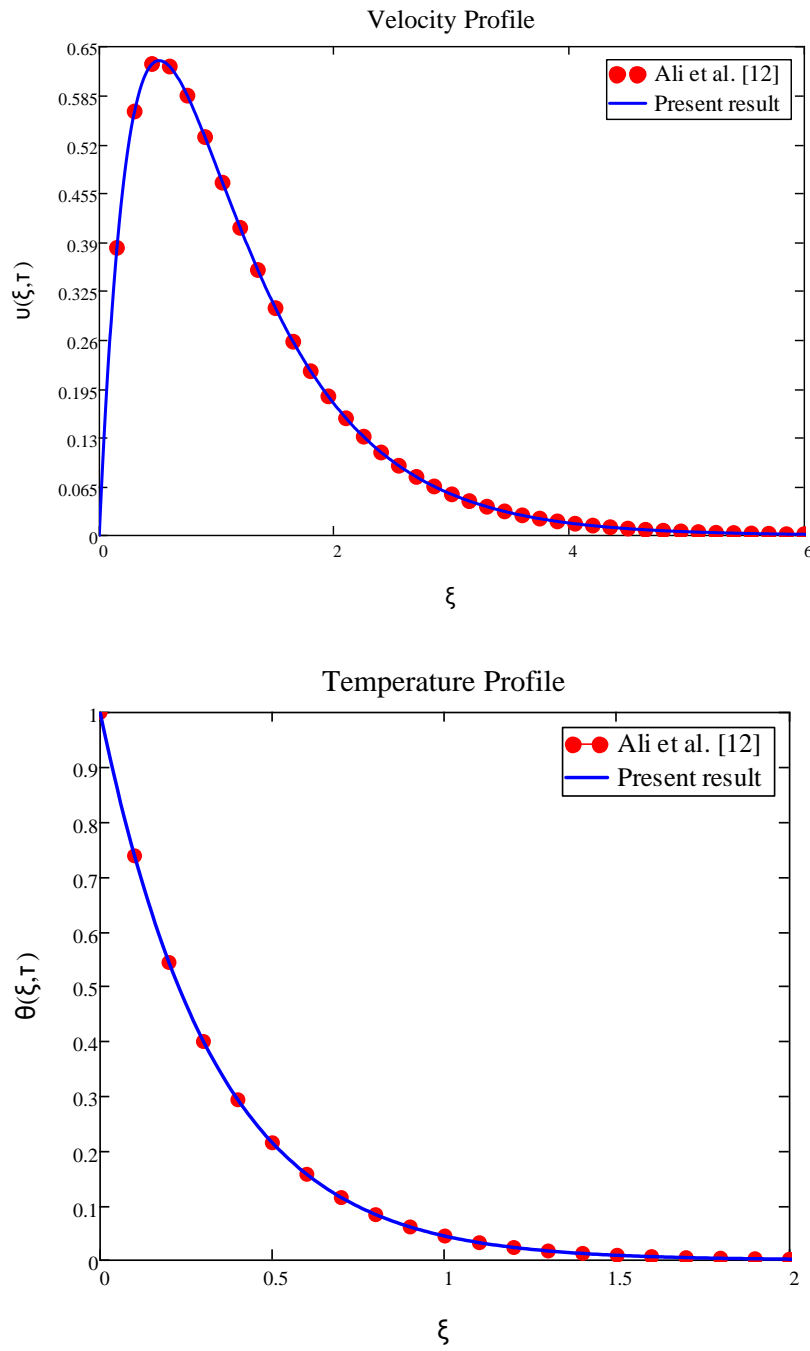 Velocity Profile
0.65
0.585
0.52
0.455
0.39
0.325
0.26
0.195
0.13
0.065
0
υ(ξ,τ)
Ali et al. [12]
Present result
0 2 4 6
ξ
Temperature Profile
1
0.9
0.8
0.7
0.6
0.5
0.4
0.3
0.2
0.1
0
θ(ξ,τ)
Ali et al. [12]
Present result
0 0.5 1 1.5 2
ξ